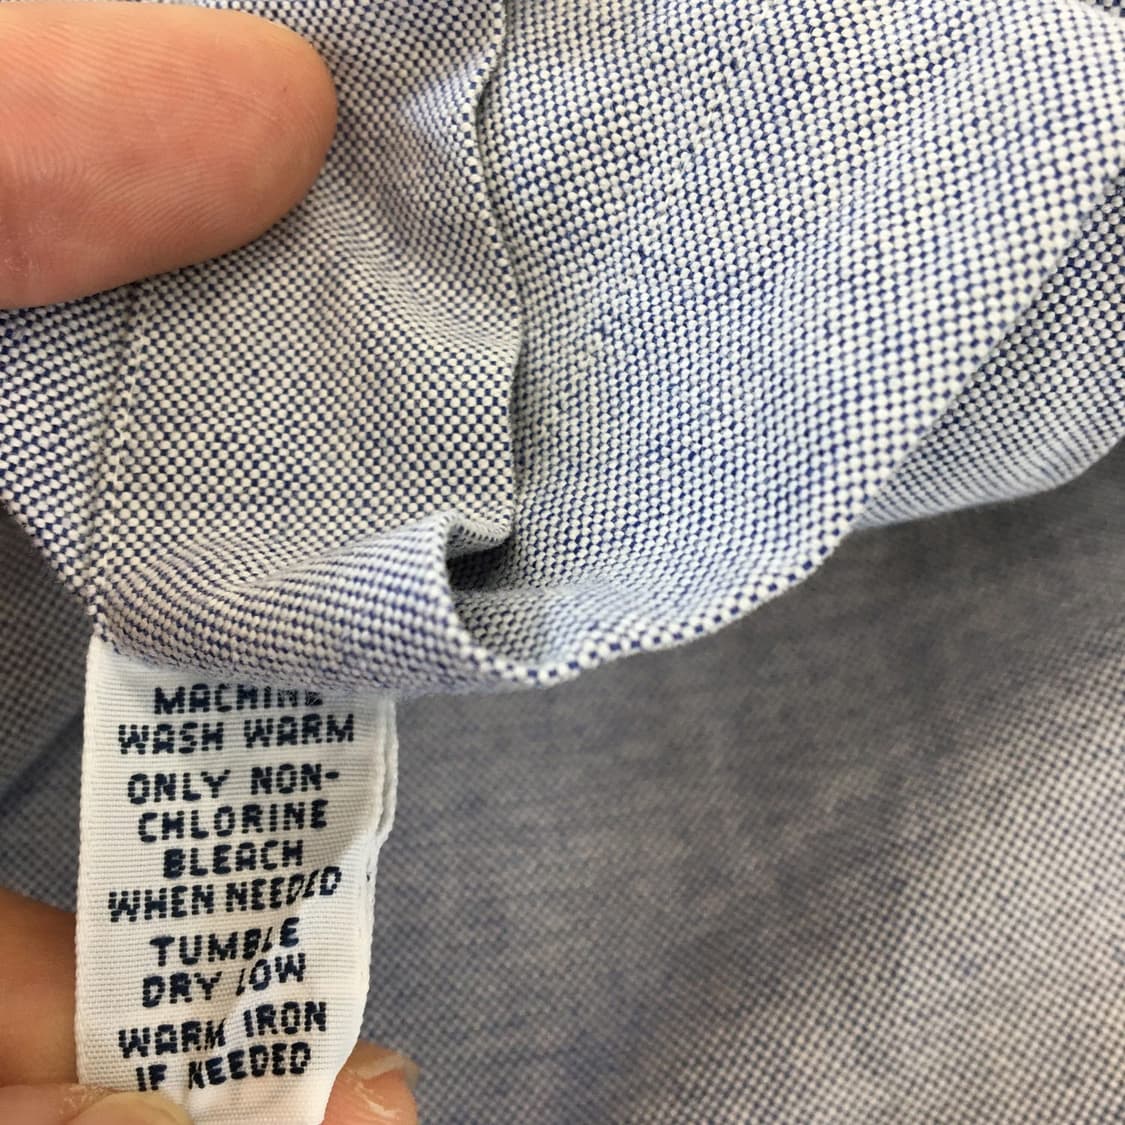 MACHINE
WASH WARM
ONLY NON-
CHLORINE
BLEACH
WHEN NEEDED
TUMBLE
DRY LOW
WARM IRON
IF NEEDED